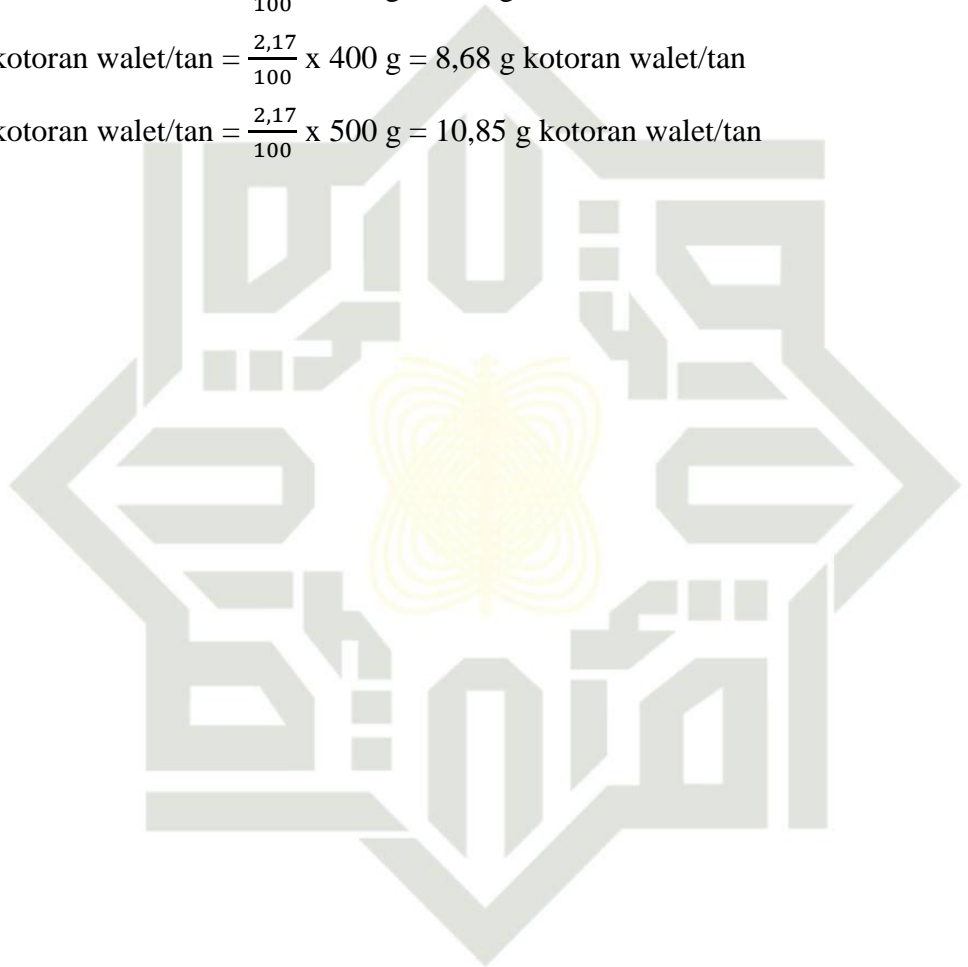 100
kotoran walet/tan = 2,17/100 x 400 g = 8,68 g kotoran walet/tan
kotoran walet/tan = 2,17/100 x 500 g = 10,85 g kotoran walet/tan